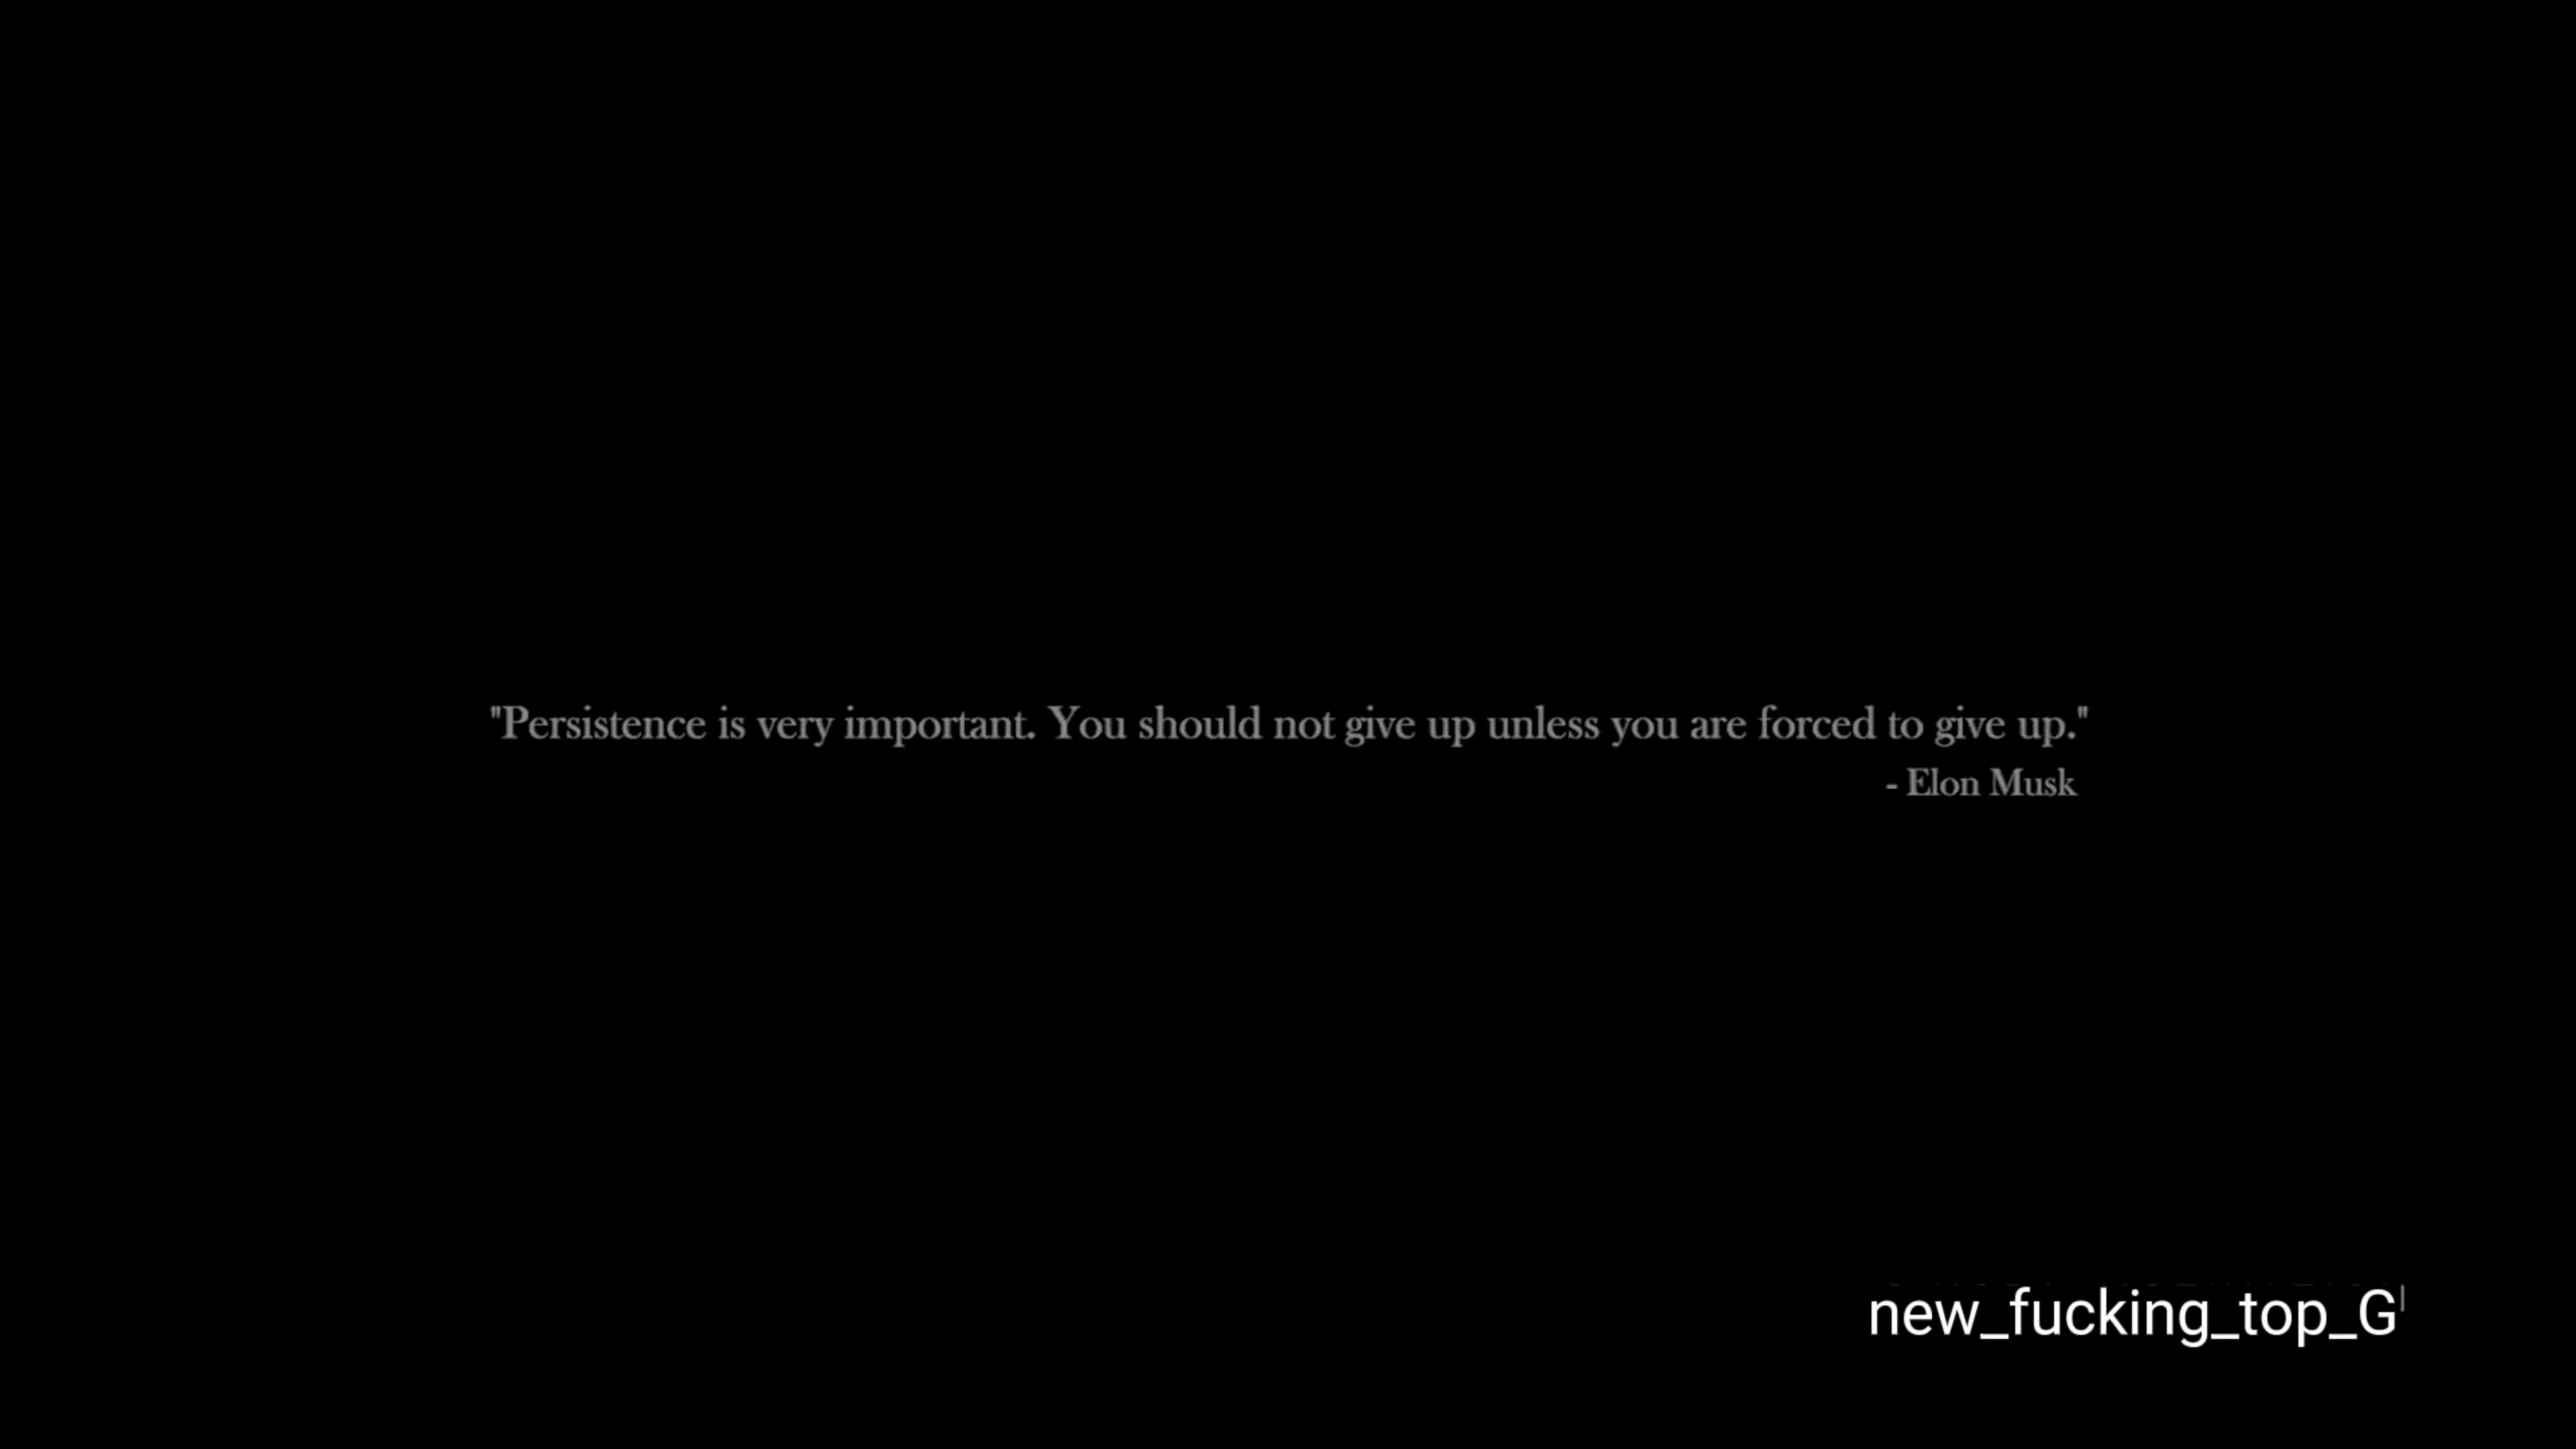 "Persistence is very important. You should not give up unless you are forced to give up."
- Elon Musk
new_fucking_top_G